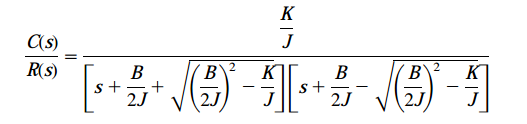 C(s)/R(s) = (K/J) / ([s + B/2J + √((B/2J)² − K/J)][s + B/2J − √((B/2J)² − K/J)])